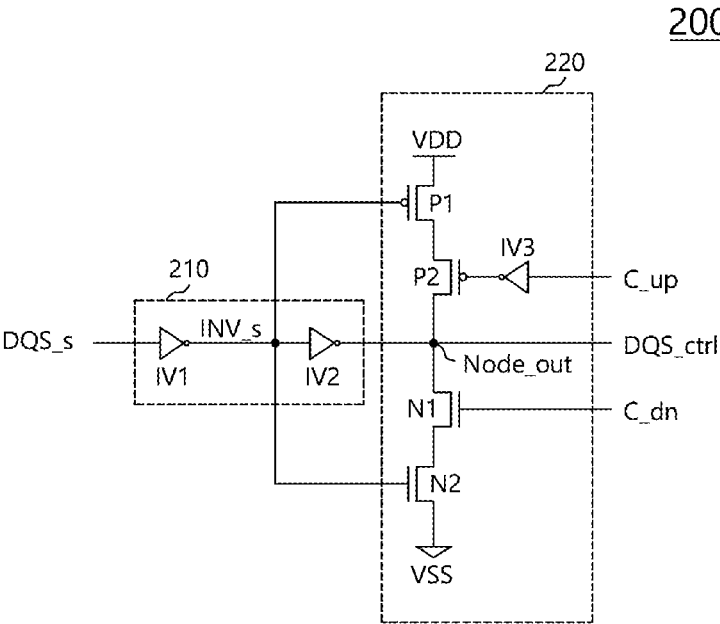 200
220
VDD
P1
IV3
P2
C_up
210
DQS_s
INV_s
IV1
IV2
Node_out
DQS_ctrl
N1
C_dn
N2
VSS